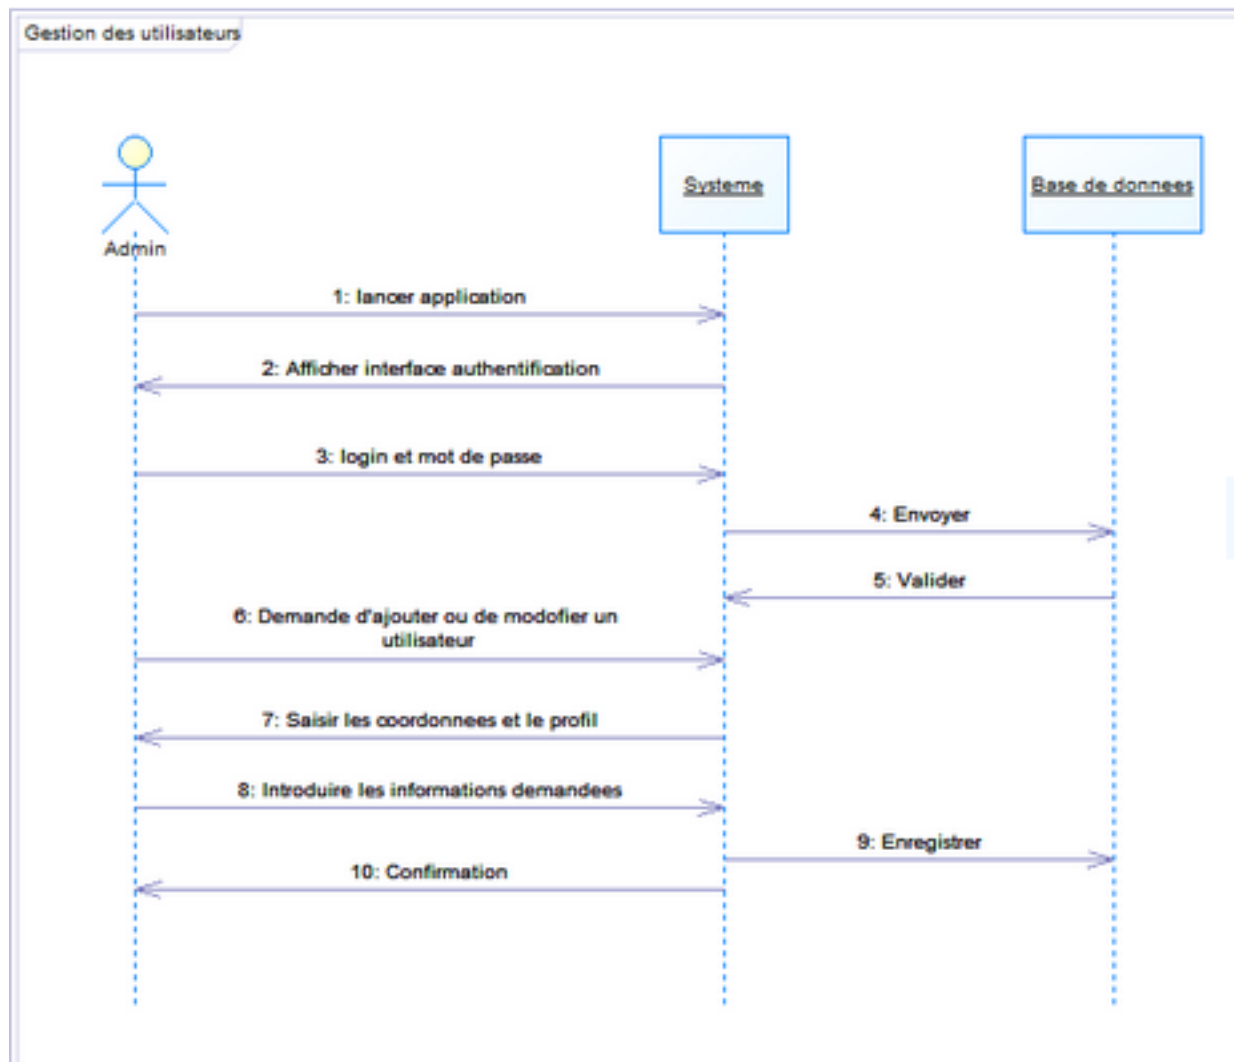 Gestion des utilisateurs
Systeme
Base de donnees
Admin
1: lancer application
2: Afficher interface authentification
3: login et mot de passe
4: Envoyer
5: Valider
6: Demande d'ajouter ou de modofier un
utilisateur
7: Saisir les coordonnees et le profil
8: Introduire les informations demandees
9: Enregistrer
10: Confirmation